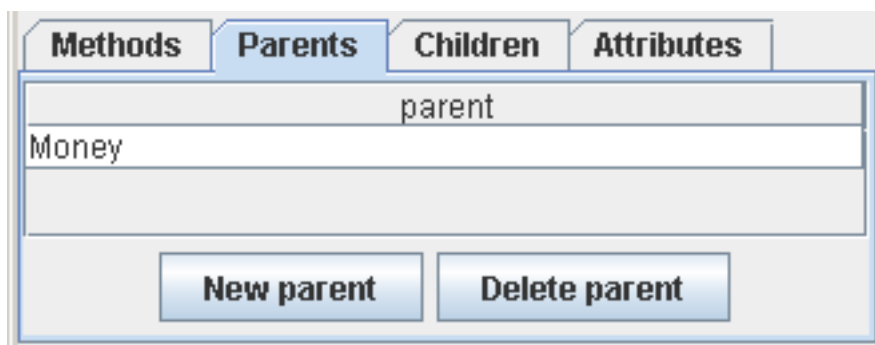 Methods Parents Children Attributes
parent
Money
New parent Delete parent